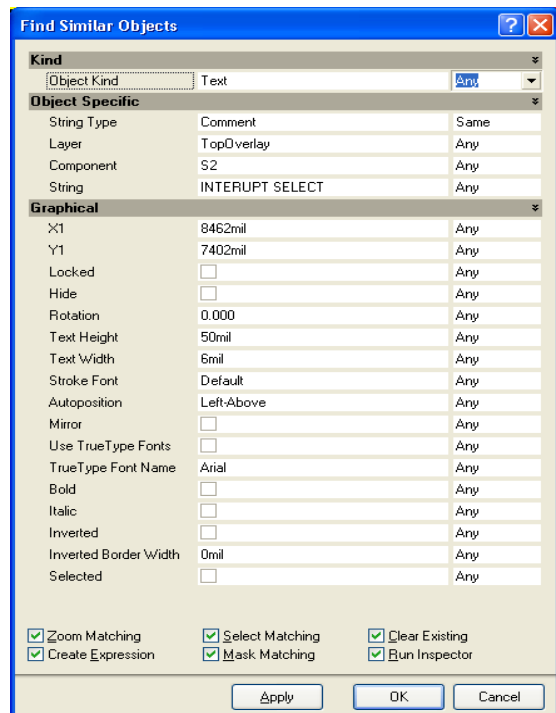 Find Similar Objects
Kind
Object Kind Text Any
Object Specific
String Type Comment Same
Layer TopOverlay Any
Component S2 Any
String INTERUPT SELECT Any
Graphical
X1 8462mil Any
Y1 7402mil Any
Locked Any
Hide Any
Rotation 0.000 Any
Text Height 50mil Any
Text Width 6mil Any
Stroke Font Default Any
Autoposition Left-Above Any
Mirror Any
Use TrueType Fonts Any
TrueType Font Name Arial Any
Bold Any
Italic Any
Inverted Any
Inverted Border Width 0mil Any
Selected Any
Zoom Matching Select Matching Clear Existing
Create Expression Mask Matching Run Inspector
Apply OK Cancel